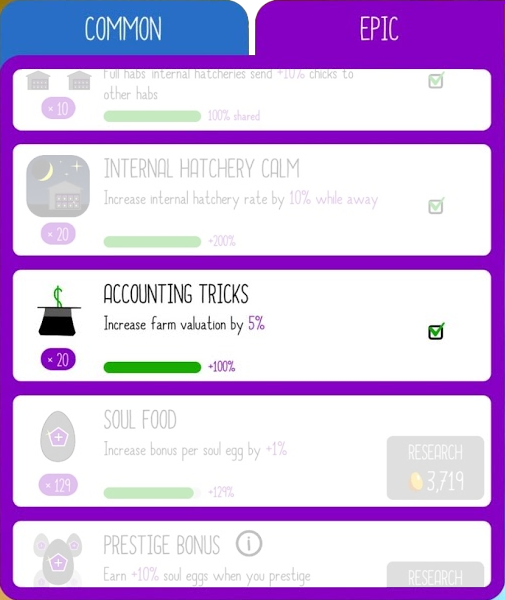 COMMON
EPIC
Full habs internal hatcheries send +10% chicks to
other habs
× 10
100% shared
INTERNAL HATCHERY CALM
Increase internal hatchery rate by 10% while away
× 20
+200%
ACCOUNTING TRICKS
Increase farm valuation by 5%
× 20
+100%
SOUL FOOD
Increase bonus per soul egg by +1%
RESEARCH
3,719
× 129
+129%
PRESTIGE BONUS i
Earn +10% soul eggs when you prestige
RESEARCH